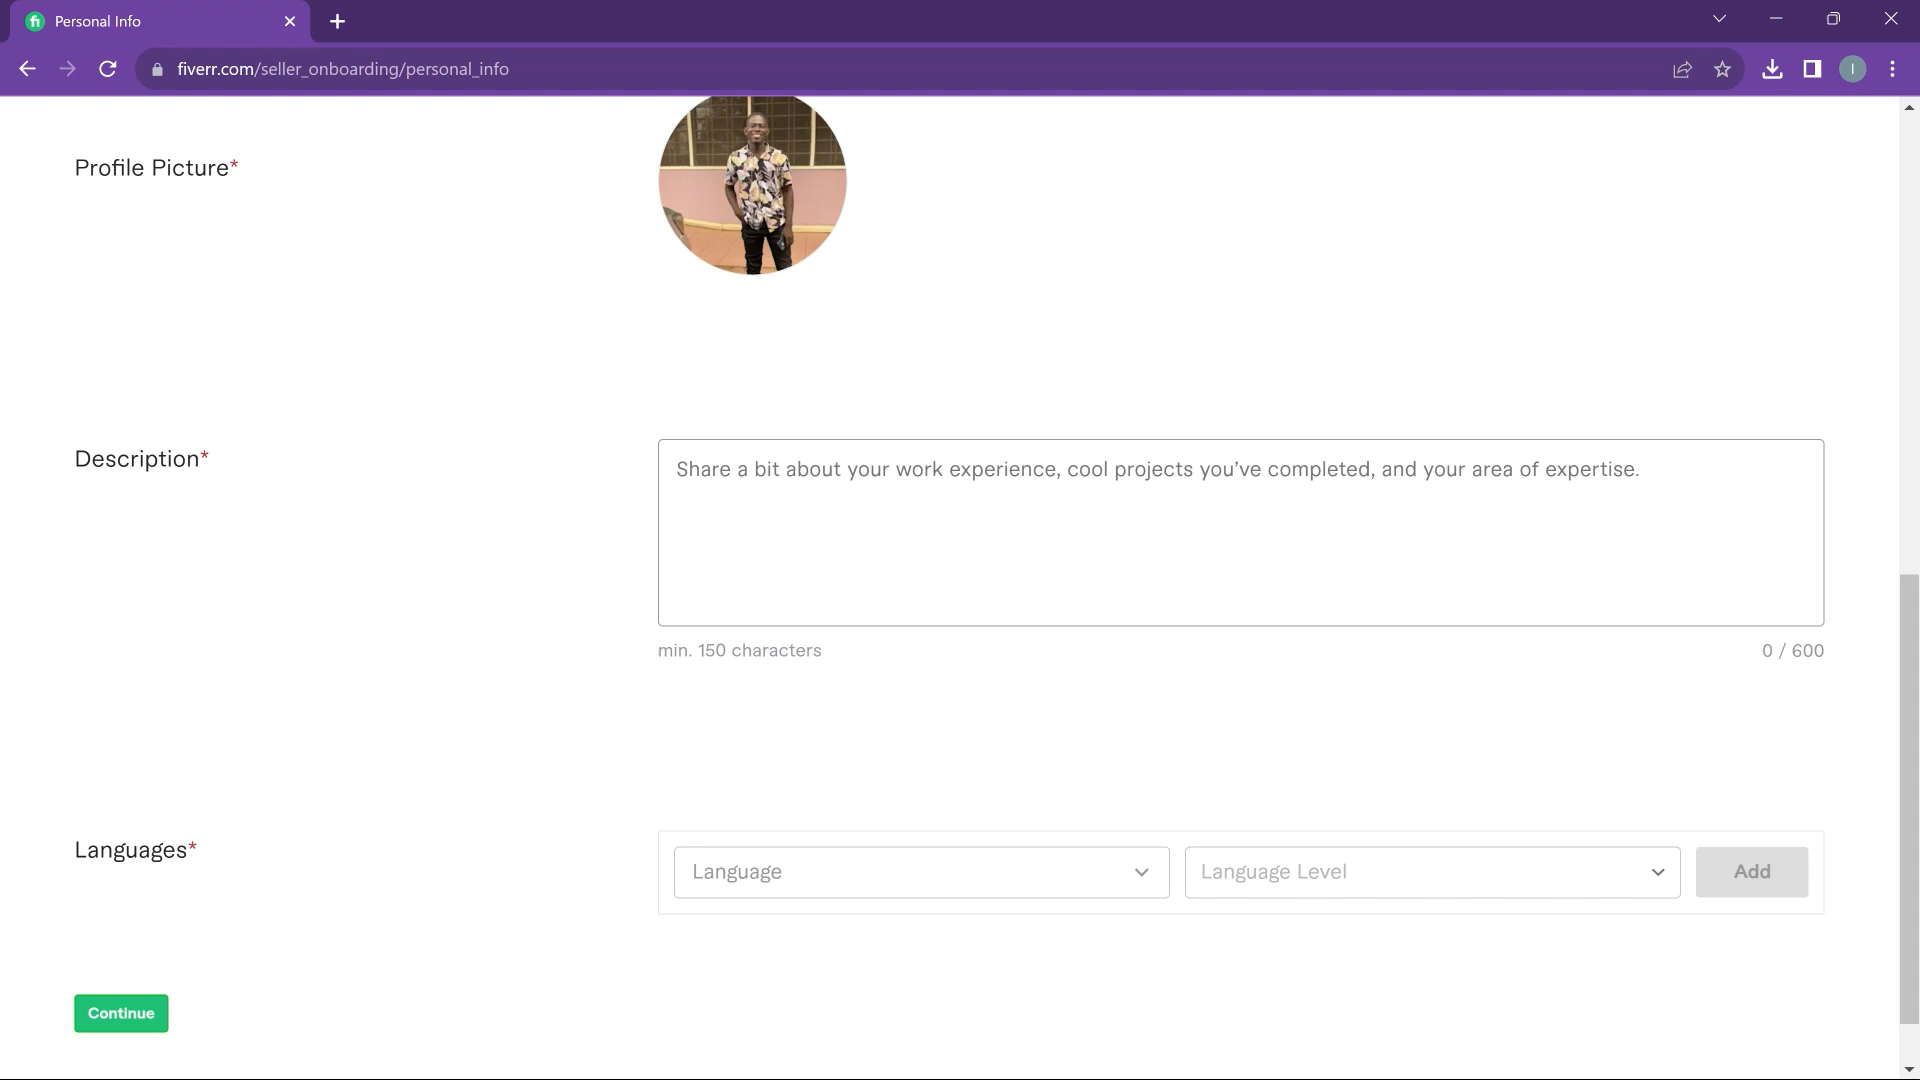 fi Personal Info
fiverr.com/seller_onboarding/personal_info
I
Profile Picture*
Description*
Share a bit about your work experience, cool projects you’ve completed, and your area of expertise.
min. 150 characters
0 / 600
Languages*
Language
Language Level
Add
Continue